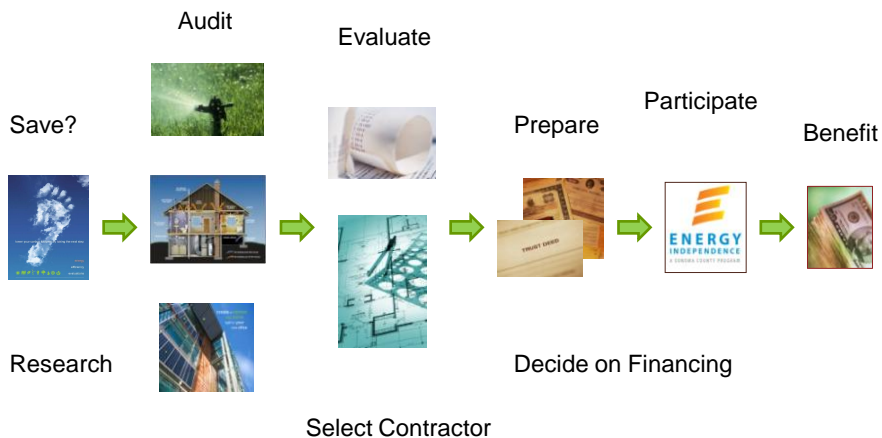 Audit
Evaluate
Save?
Prepare
Participate
Benefit
TRUST DEED
ENERGY
INDEPENDENCE
A SONOMA COUNTY PROGRAM
Research
Decide on Financing
Select Contractor